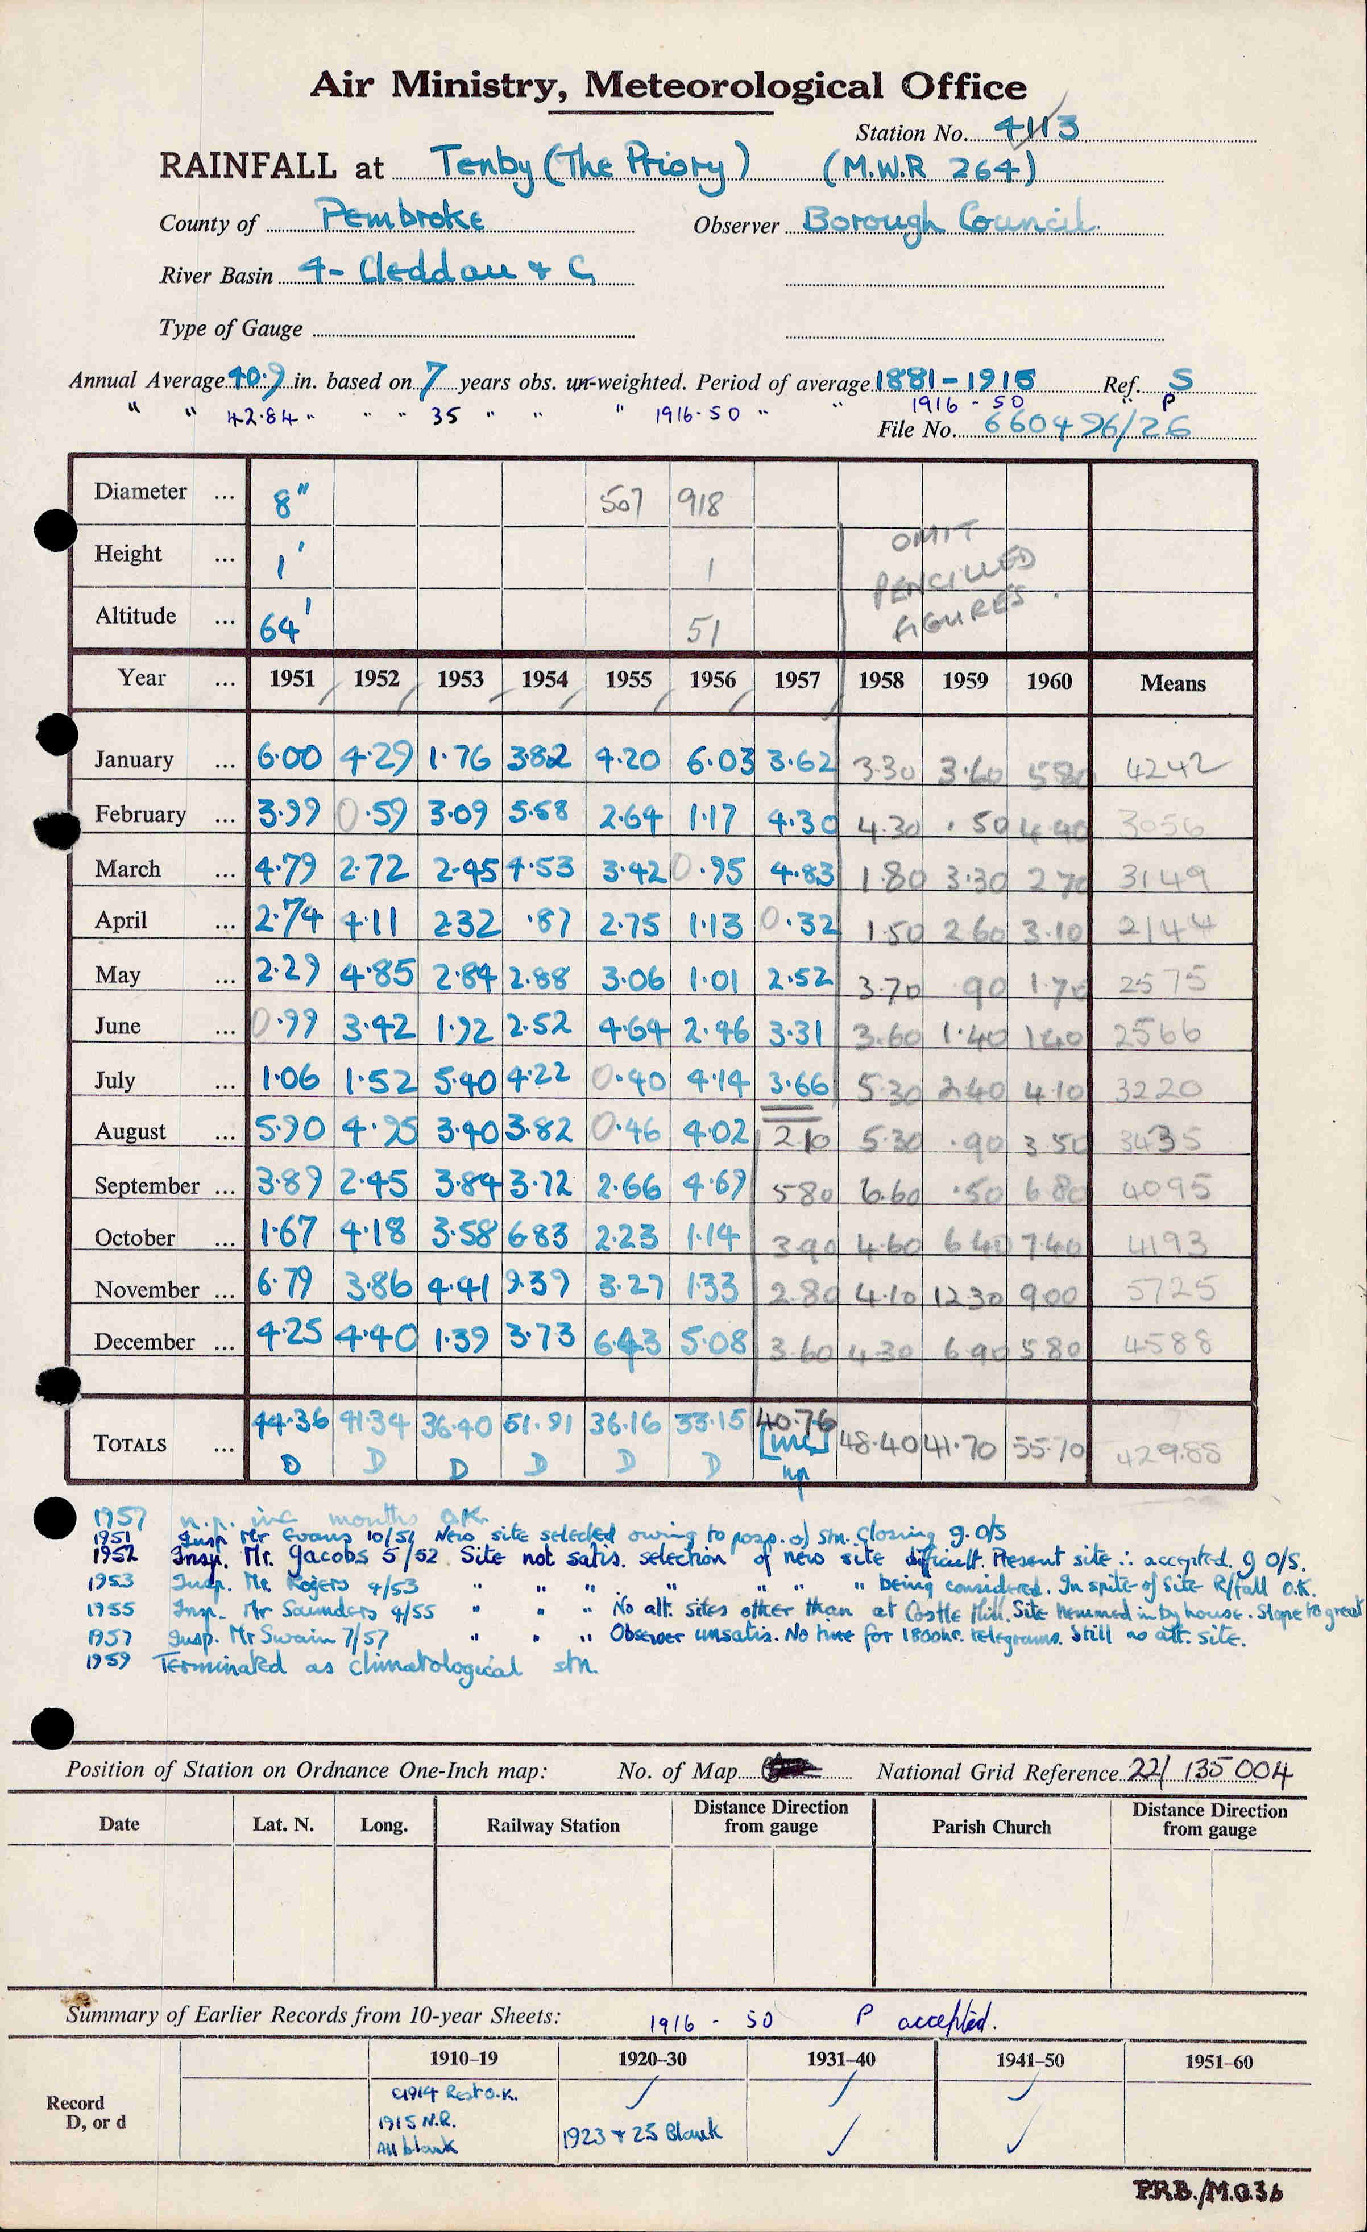 Air Ministry, Meteorological Office
Station No. 4113
RAINFALL at Tenby (The Priory) (M.W.R 264)
County of Pembroke Observer Borough Council.
River Basin 4- Cleddau & C
Type of Gauge
Annual Average 40.9 in. based on 7 years obs. un-weighted. Period of average 1881-1915 Ref. S
" " 42.84 " " " " 35 " " " 1916-50 " " 1916-50 P
File No. 660496/26
Diameter ... 8" 507 918
Height ... 1' 1
Altitude ... 64' 51
OMIT PENCILLED FIGURES.
Year ... 1951 1952 1953 1954 1955 1956 1957 1958 1959 1960 Means
January ... 6.00 4.29 1.76 3.82 4.20 6.03 3.62 3.30 3.60 5.80 4242
February ... 3.99 0.59 3.09 5.58 2.64 1.17 4.30 4.30 .50 4.40 3056
March ... 4.79 2.72 2.95 4.53 3.42 0.95 4.83 1.80 3.30 2.70 3149
April ... 2.74 4.11 2.32 .87 2.75 1.13 0.32 1.50 2.60 3.10 2144
May ... 2.29 4.85 2.84 2.88 3.06 1.01 2.52 3.70 .90 1.70 2575
June ... 0.99 3.42 1.92 2.52 4.64 2.46 3.31 3.60 1.40 1.40 2566
July ... 1.06 1.52 5.40 4.22 0.40 4.14 3.66 5.30 2.40 4.10 3220
August ... 5.90 4.95 3.40 3.82 0.46 4.02 2.10 5.30 .90 3.50 3435
September ... 3.89 2.45 3.84 3.72 2.66 4.69 5.80 6.60 .50 6.80 4095
October ... 1.67 4.18 3.58 6.83 2.23 1.14 3.90 4.60 6.40 7.40 4193
November ... 6.79 3.86 4.41 9.39 3.27 1.33 2.80 4.10 12.30 9.00 5725
December ... 4.25 4.40 1.39 3.73 6.43 5.08 3.60 4.30 6.90 5.80 4588
TOTALS ... 44.36 41.34 36.90 51.91 36.16 33.15 40.76 48.40 41.70 55.70 429.88
D D D D D D [inc] np
1957 n.p. inc months O.K.
1951 Insp Mr Evans 10/51 New site selected owing to poss. of stn. closing g. O/S
1952 Insp. Mr. Jacobs 5/52. Site not satis. selection of new site difficult. Present site ∴ accepted. g O/S.
1953 Insp. Mr. Rogers 4/53 " " " " " " " being considered. In spite of site R/fall O.K.
1955 Insp. Mr Saunders 4/55 " " " No alt. sites other than at Castle Hill. Site hemmed in by house. Slope to great
1957 Insp. Mr Swain 7/57 " " " Observer unsatis. No time for 1800hr. telegrams. Still no alt. site.
1959 Terminated as climatological stn.
Position of Station on Ordnance One-Inch map: No. of Map National Grid Reference 22/ 135 004
Date Lat. N. Long. Railway Station Distance Direction from gauge Parish Church Distance Direction from gauge
Summary of Earlier Records from 10-year Sheets: 1916 - 50 P accepted.
1910-19 1920-30 1931-40 1941-50 1951-60
Record D, or d
1914 Rest O.K. ✓ ✓ ✓
1915 N.R.
All blank 1923 + 25 Blank ✓ ✓
P.R.B./M.O.36